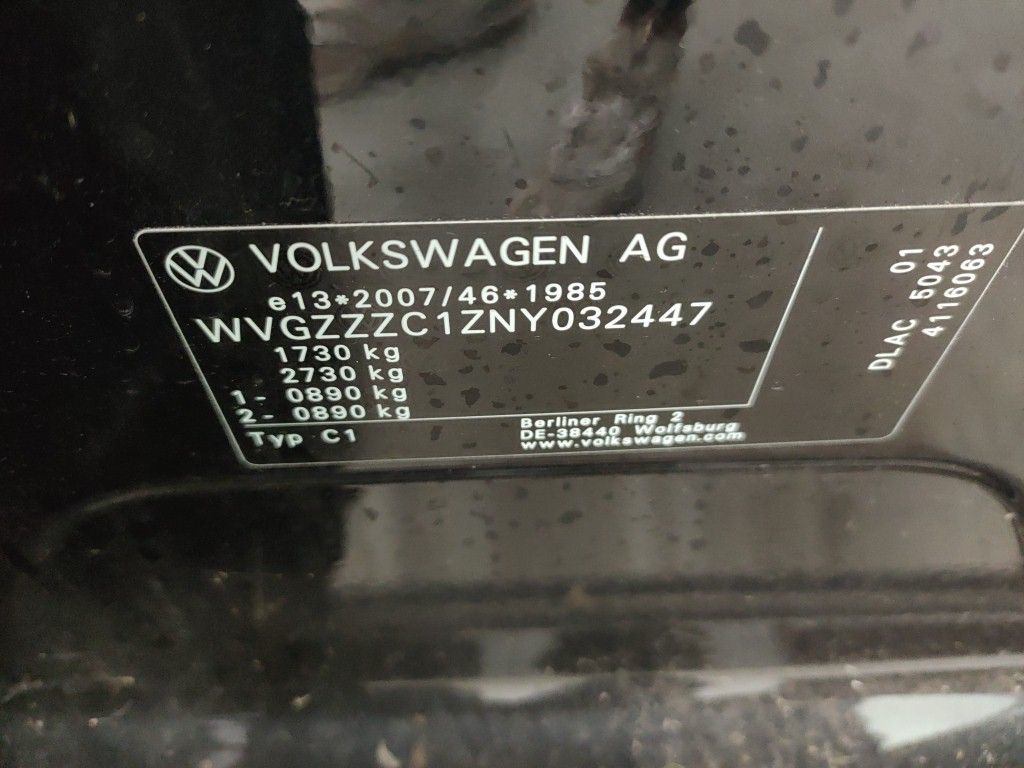 VOLKSWAGEN AG
e13*2007/46*1985
WVGZZZC1ZNY032447
1730 kg
2730 kg
1- 0890 kg
2- 0890 kg
Typ C1
Berliner Ring 2
DE-38440 Wolfsburg
www.volkswagen.com
DLAC 5043 01
4116063